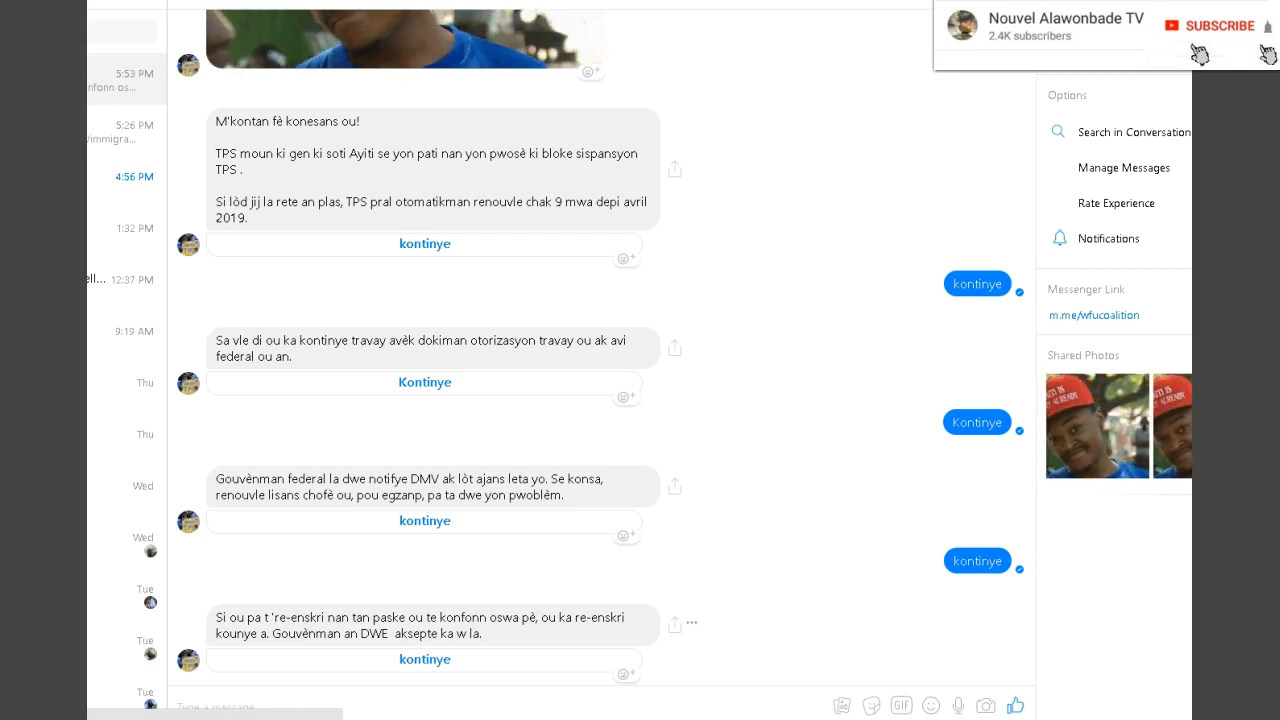 Nouvel Alawonbade TV
2.4K subscribers
SUBSCRIBE
5:53 PM
nfonn os...
5:26 PM
/immigra...
4:56 PM
1:32 PM
ell... 12:37 PM
9:19 AM
Thu
Thu
Wed
Wed
Tue
Tue
Tue
M'kontan fè konesans ou!
TPS moun ki gen ki soti Ayiti se yon pati nan yon pwosè ki bloke sispansyon
TPS .
Si lòd jij la rete an plas, TPS pral otomatikman renouvle chak 9 mwa depi avril
2019.
kontinye
kontinye
Sa vle di ou ka kontinye travay avèk dokiman otorizasyon travay ou ak avi
federal ou an.
Kontinye
Kontinye
Gouvènman federal la dwe notifye DMV ak lòt ajans leta yo. Se konsa,
renouvle lisans chofè ou, pou egzanp, pa ta dwe yon pwoblèm.
kontinye
kontinye
Si ou pa t 're-enskri nan tan paske ou te konfonn oswa pè, ou ka re-enskri
kounye a. Gouvènman an DWE aksepte ka w la.
kontinye
Type a message...
GIF
Options
Search in Conversation
Manage Messages
Rate Experience
Notifications
Messenger Link
m.me/wfucoalition
Shared Photos